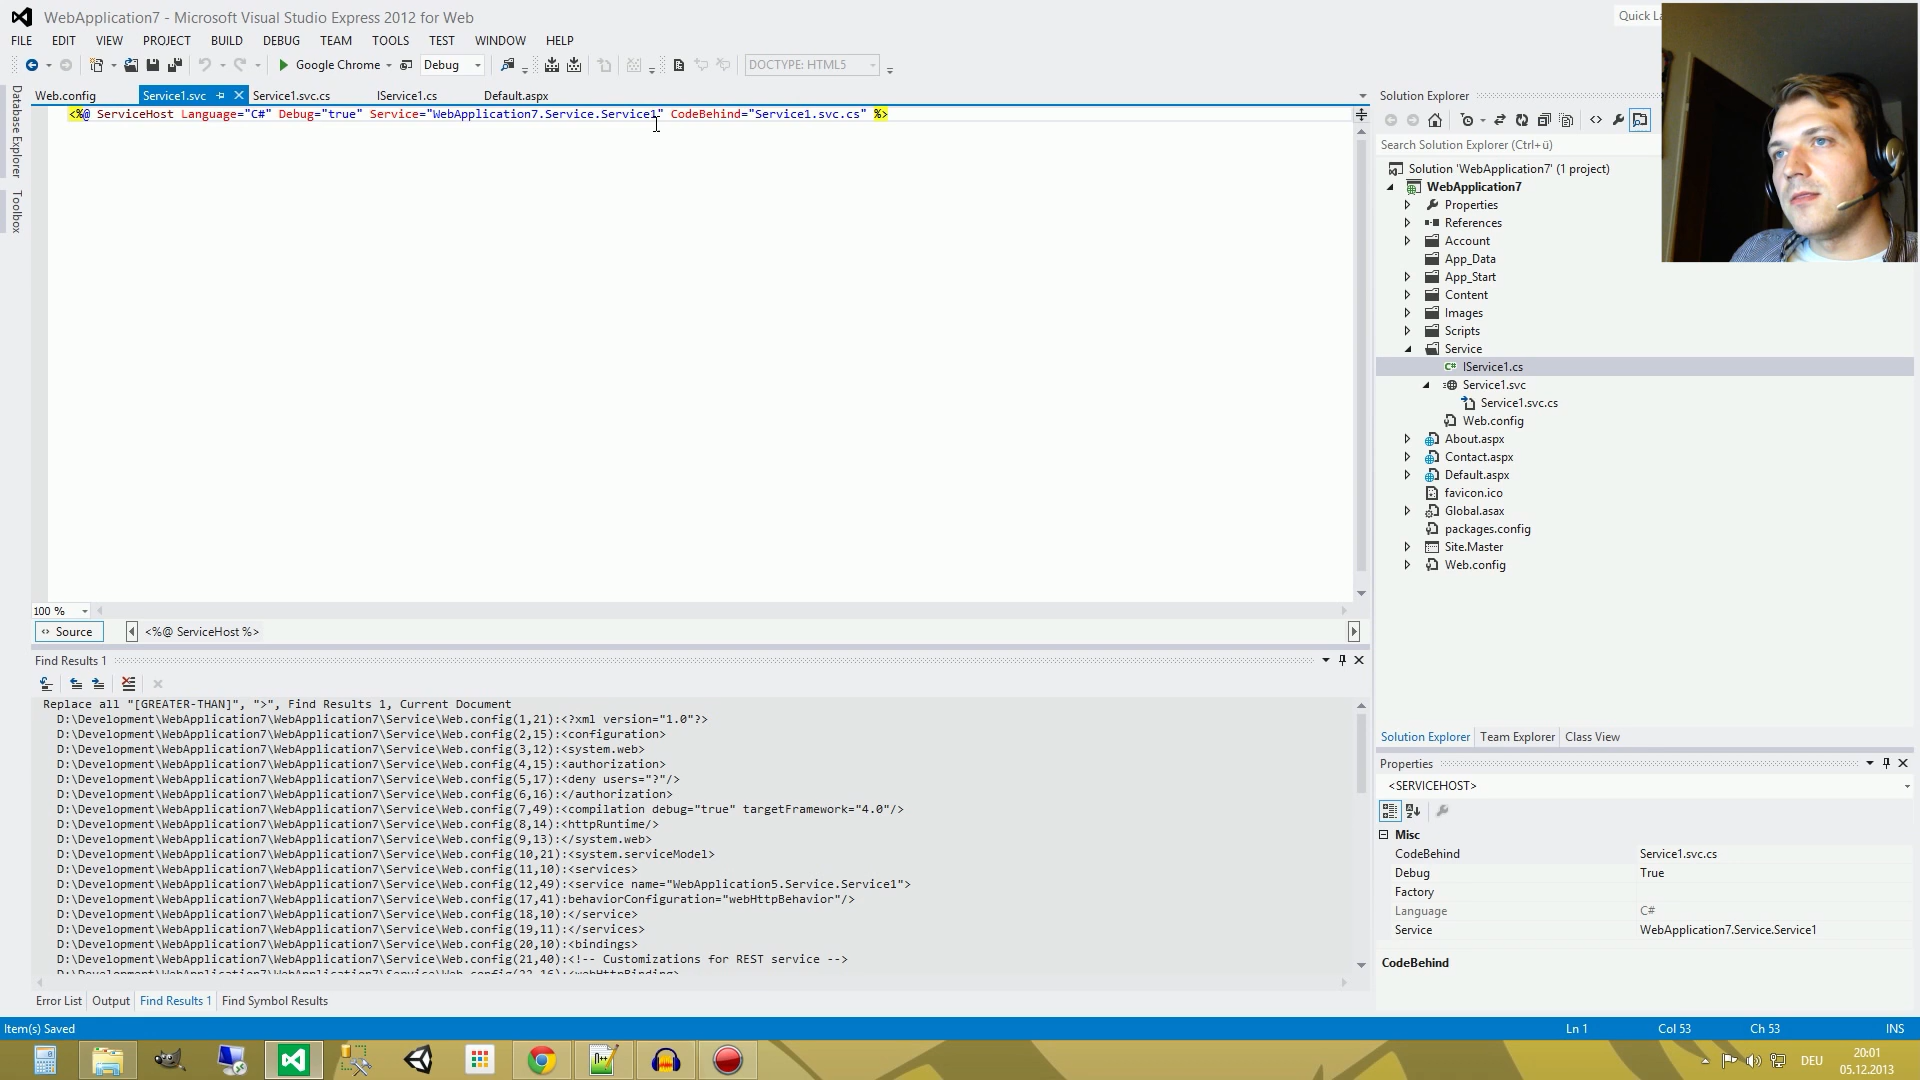 WebApplication7 - Microsoft Visual Studio Express 2012 for Web
Quick La
FILE EDIT VIEW PROJECT BUILD DEBUG TEAM TOOLS TEST WINDOW HELP
Google Chrome Debug DOCTYPE: HTML5
Database Explorer
Toolbox
Web.config Service1.svc Service1.svc.cs IService1.cs Default.aspx
<%@ ServiceHost Language="C#" Debug="true" Service="WebApplication7.Service.Service1" CodeBehind="Service1.svc.cs" %>
100 %
Source <%@ ServiceHost %>
Find Results 1
Replace all "[GREATER-THAN]", ">", Find Results 1, Current Document
D:\Development\WebApplication7\WebApplication7\Service\Web.config(1,21):<?xml version="1.0"?>
D:\Development\WebApplication7\WebApplication7\Service\Web.config(2,15):<configuration>
D:\Development\WebApplication7\WebApplication7\Service\Web.config(3,12):<system.web>
D:\Development\WebApplication7\WebApplication7\Service\Web.config(4,15):<authorization>
D:\Development\WebApplication7\WebApplication7\Service\Web.config(5,17):<deny users="?"/>
D:\Development\WebApplication7\WebApplication7\Service\Web.config(6,16):</authorization>
D:\Development\WebApplication7\WebApplication7\Service\Web.config(7,49):<compilation debug="true" targetFramework="4.0"/>
D:\Development\WebApplication7\WebApplication7\Service\Web.config(8,14):<httpRuntime/>
D:\Development\WebApplication7\WebApplication7\Service\Web.config(9,13):</system.web>
D:\Development\WebApplication7\WebApplication7\Service\Web.config(10,21):<system.serviceModel>
D:\Development\WebApplication7\WebApplication7\Service\Web.config(11,10):<services>
D:\Development\WebApplication7\WebApplication7\Service\Web.config(12,49):<service name="WebApplication5.Service.Service1">
D:\Development\WebApplication7\WebApplication7\Service\Web.config(17,41):behaviorConfiguration="webHttpBehavior"/>
D:\Development\WebApplication7\WebApplication7\Service\Web.config(18,10):</service>
D:\Development\WebApplication7\WebApplication7\Service\Web.config(19,11):</services>
D:\Development\WebApplication7\WebApplication7\Service\Web.config(20,10):<bindings>
D:\Development\WebApplication7\WebApplication7\Service\Web.config(21,40):<!-- Customizations for REST service -->
D:\Development\WebApplication7\WebApplication7\Service\Web.config(22,16):<webHttpBinding>
Error List Output Find Results 1 Find Symbol Results
Solution Explorer
Search Solution Explorer (Ctrl+ü)
Solution 'WebApplication7' (1 project)
WebApplication7
Properties
References
Account
App_Data
App_Start
Content
Images
Scripts
Service
IService1.cs
Service1.svc
Service1.svc.cs
Web.config
About.aspx
Contact.aspx
Default.aspx
favicon.ico
Global.asax
packages.config
Site.Master
Web.config
Solution Explorer Team Explorer Class View
Properties
<SERVICEHOST>
Misc
CodeBehind Service1.svc.cs
Debug True
Factory
Language C#
Service WebApplication7.Service.Service1
CodeBehind
Item(s) Saved Ln 1 Col 53 Ch 53 INS
DEU
20:01
05.12.2013